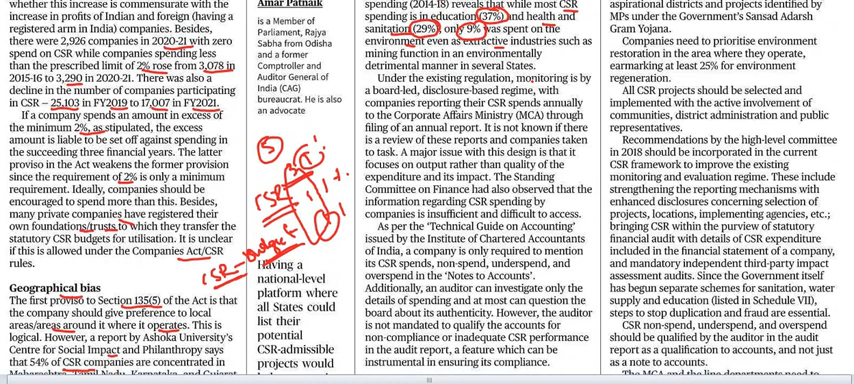 whether this increase is commensurate with the
increase in profits of Indian and foreign (having a
registered arm in India) companies. Besides,
there were 2,926 companies in 2020-21 with zero
spend on CSR while companies spending less
than the prescribed limit of 2% rose from 3,078 in
2015-16 to 3,290 in 2020-21. There was also a
decline in the number of companies participating
in CSR – 25,103 in FY2019 to 17,007 in FY2021.
If a company spends an amount in excess of
the minimum 2%, as stipulated, the excess
amount is liable to be set off against spending in
the succeeding three financial years. The latter
proviso in the Act weakens the former provision
since the requirement of 2% is only a minimum
requirement. Ideally, companies should be
encouraged to spend more than this. Besides,
many private companies have registered their
own foundations/trusts to which they transfer the
statutory CSR budgets for utilisation. It is unclear
if this is allowed under the Companies Act/CSR
rules.
Geographical bias
The first proviso to Section 135(5) of the Act is that
the company should give preference to local
areas/areas around it where it operates. This is
logical. However, a report by Ashoka University's
Centre for Social Impact and Philanthropy says
that 54% of CSR companies are concentrated in
Maharashtra, Tamil Nadu, Karnataka, and Gujarat
Amar Patnaik
is a Member of
Parliament, Rajya
Sabha from Odisha
and a former
Comptroller and
Auditor General of
India (CAG)
bureaucrat. He is also
an advocate
5
CSR
CSR-budget
Having a
national-level
platform where
all States could
list their
potential
CSR-admissible
projects would
spending (2014-18) reveals that while most CSR
spending is in education (37%) and health and
sanitation (29%), only 9% was spent on the
environment even as extractive industries such as
mining function in an environmentally
detrimental manner in several States.
Under the existing regulation, monitoring is by
a board-led, disclosure-based regime, with
companies reporting their CSR spends annually
to the Corporate Affairs Ministry (MCA) through
filing of an annual report. It is not known if there
is a review of these reports and companies taken
to task. A major issue with this design is that it
focuses on output rather than quality of the
expenditure and its impact. The Standing
Committee on Finance had also observed that the
information regarding CSR spending by
companies is insufficient and difficult to access.
As per the 'Technical Guide on Accounting'
issued by the Institute of Chartered Accountants
of India, a company is only required to mention
its CSR spends, non-spend, underspend, and
overspend in the 'Notes to Accounts'.
Additionally, an auditor can investigate only the
details of spending and at most can question the
board about its authenticity. However, the auditor
is not mandated to qualify the accounts for
non-compliance or inadequate CSR performance
in the audit report, a feature which can be
instrumental in ensuring its compliance.
aspirational districts and projects identified by
MPs under the Government's Sansad Adarsh
Gram Yojana.
Companies need to prioritise environment
restoration in the area where they operate,
earmarking at least 25% for environment
regeneration.
All CSR projects should be selected and
implemented with the active involvement of
communities, district administration and public
representatives.
Recommendations by the high-level committee
in 2018 should be incorporated in the current
CSR framework to improve the existing
monitoring and evaluation regime. These include
strengthening the reporting mechanisms with
enhanced disclosures concerning selection of
projects, locations, implementing agencies, etc.;
bringing CSR within the purview of statutory
financial audit with details of CSR expenditure
included in the financial statement of a company,
and mandatory independent third-party impact
assessment audits. Since the Government itself
has begun separate schemes for sanitation, water
supply and education (listed in Schedule VII),
steps to stop duplication and fraud are essential.
CSR non-spend, underspend, and overspend
should be qualified by the auditor in the audit
report as a qualification to accounts, and not just
as a note to accounts.
The MCA and the line departments need to